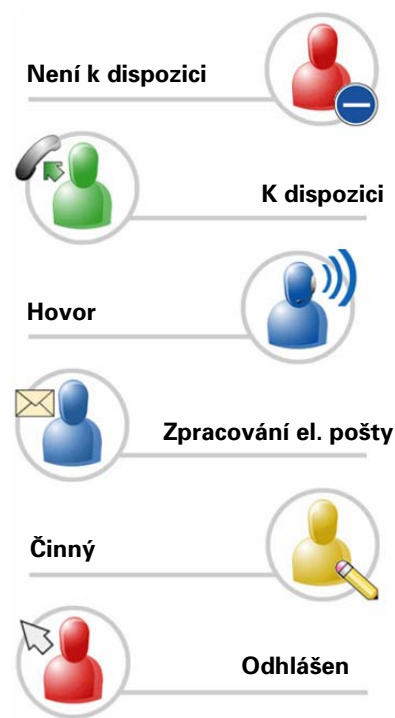 Není k dispozici
K dispozici
Hovor
Zpracování el. pošty
Činný
Odhlášen